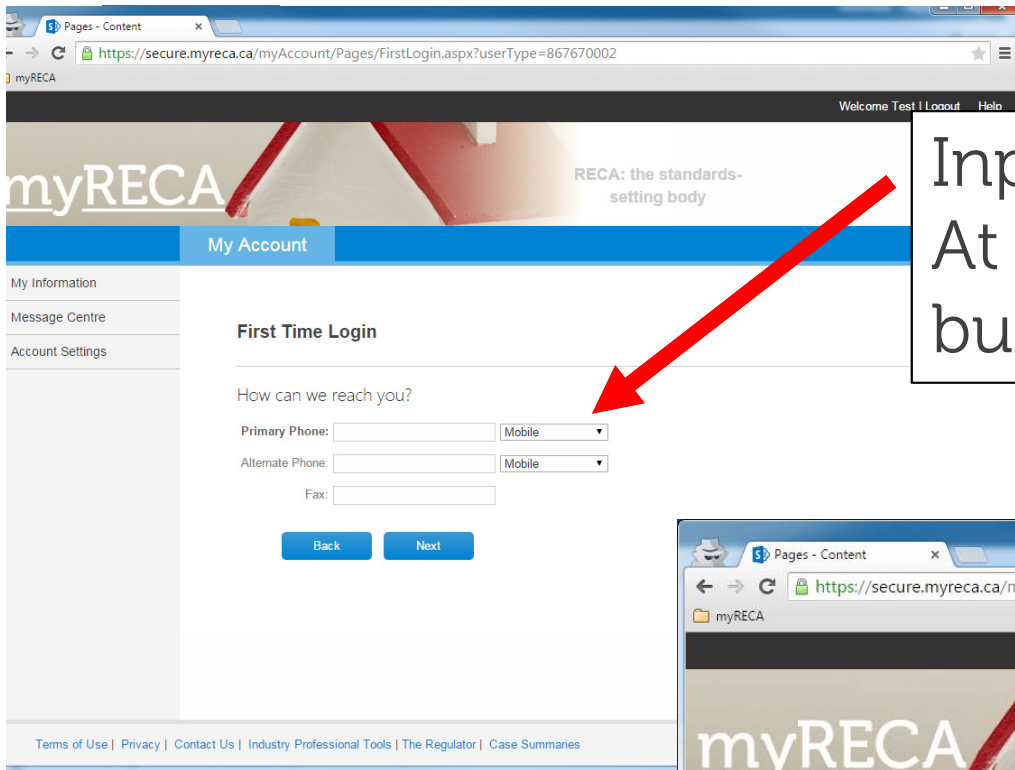 Pages - Content
https://secure.myreca.ca/myAccount/Pages/FirstLogin.aspx?userType=867670002
myRECA
Welcome Test | Logout Help
myRECA
RECA: the standards-
setting body
My Account
My Information
Message Centre
Account Settings
First Time Login
How can we reach you?
Primary Phone: Mobile
Alternate Phone: Mobile
Fax:
Back Next
Terms of Use | Privacy | Contact Us | Industry Professional Tools | The Regulator | Case Summaries
At
Pages - Content
https://secure.myreca.ca/
myRECA
myRECA